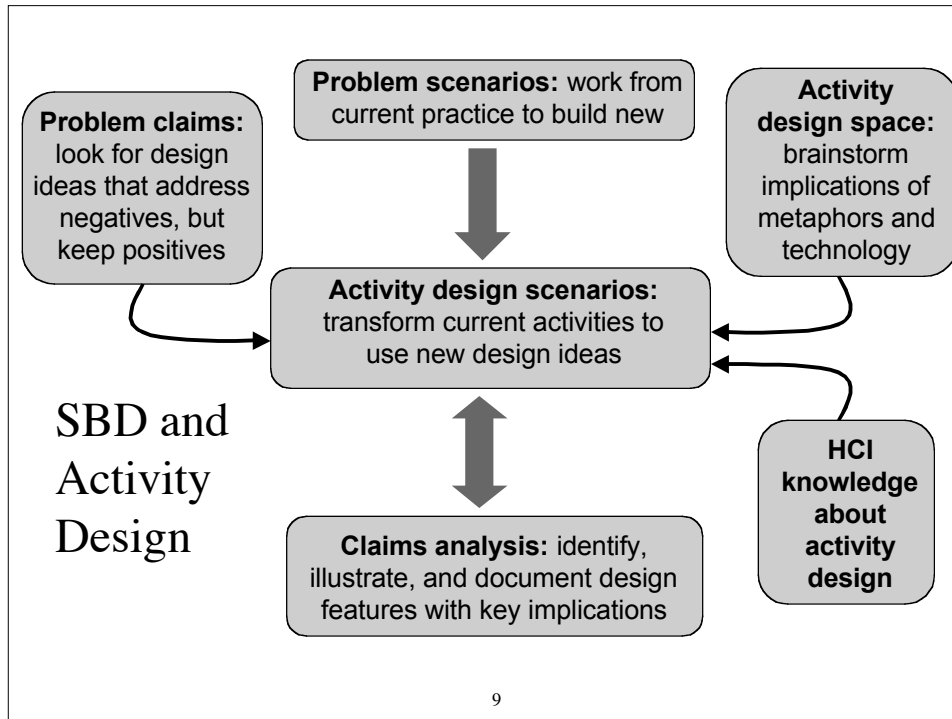 Problem scenarios: work from
current practice to build new
Problem claims:
look for design
ideas that address
negatives, but
keep positives
Activity
design space:
brainstorm
implications of
metaphors and
technology
Activity design scenarios:
transform current activities to
use new design ideas
SBD and
Activity
Design
HCI
knowledge
about
activity
design
Claims analysis: identify,
illustrate, and document design
features with key implications
9